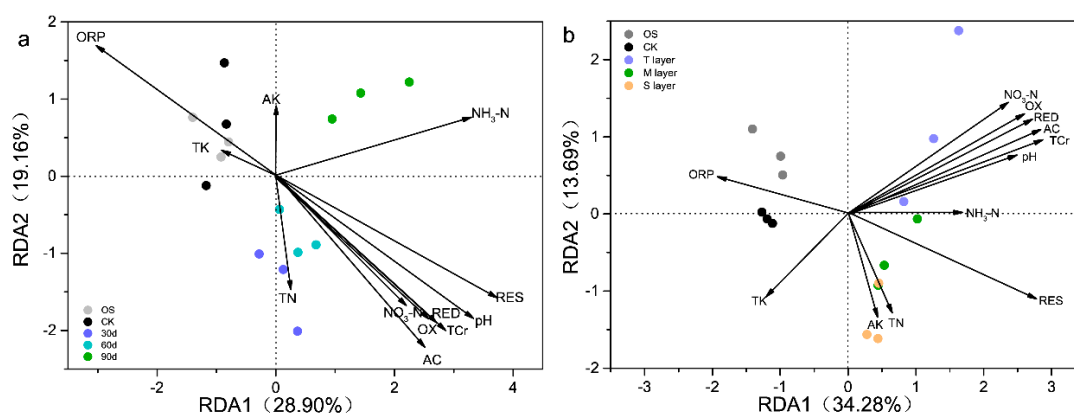 a
RDA2 (19.16%)
2
1
0
-1
-2
ORP
AK
NH₃-N
TK
TN
NO₃-N
RED
RES
OX
pH
TCr
AC
OS
CK
30d
60d
90d
-2
0
2
4
RDA1 (28.90%)
b
RDA2 (13.69%)
2
1
0
-1
-2
OS
CK
T layer
M layer
S layer
NO₃-N
OX
RED
AC
TCr
pH
ORP
NH₃-N
TK
AK
TN
RES
-3
-2
-1
0
1
2
3
RDA1 (34.28%)